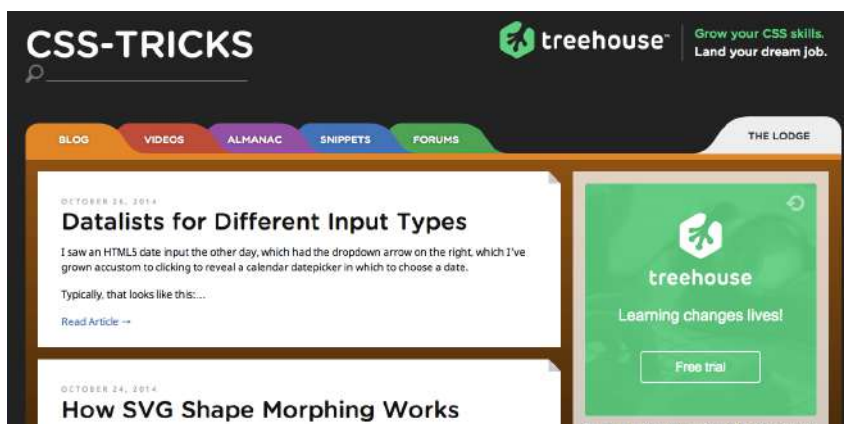 CSS-TRICKS
treehouse™
Grow your CSS skills.
Land your dream job.
BLOG VIDEOS ALMANAC SNIPPETS FORUMS THE LODGE
OCTOBER 26, 2014
Datalists for Different Input Types
I saw an HTML5 date input the other day, which had the dropdown arrow on the right, which I've
grown accustom to clicking to reveal a calendar datepicker in which to choose a date.
Typically, that looks like this:...
Read Article →
treehouse
Learning changes lives!
Free trial
OCTOBER 24, 2014
How SVG Shape Morphing Works